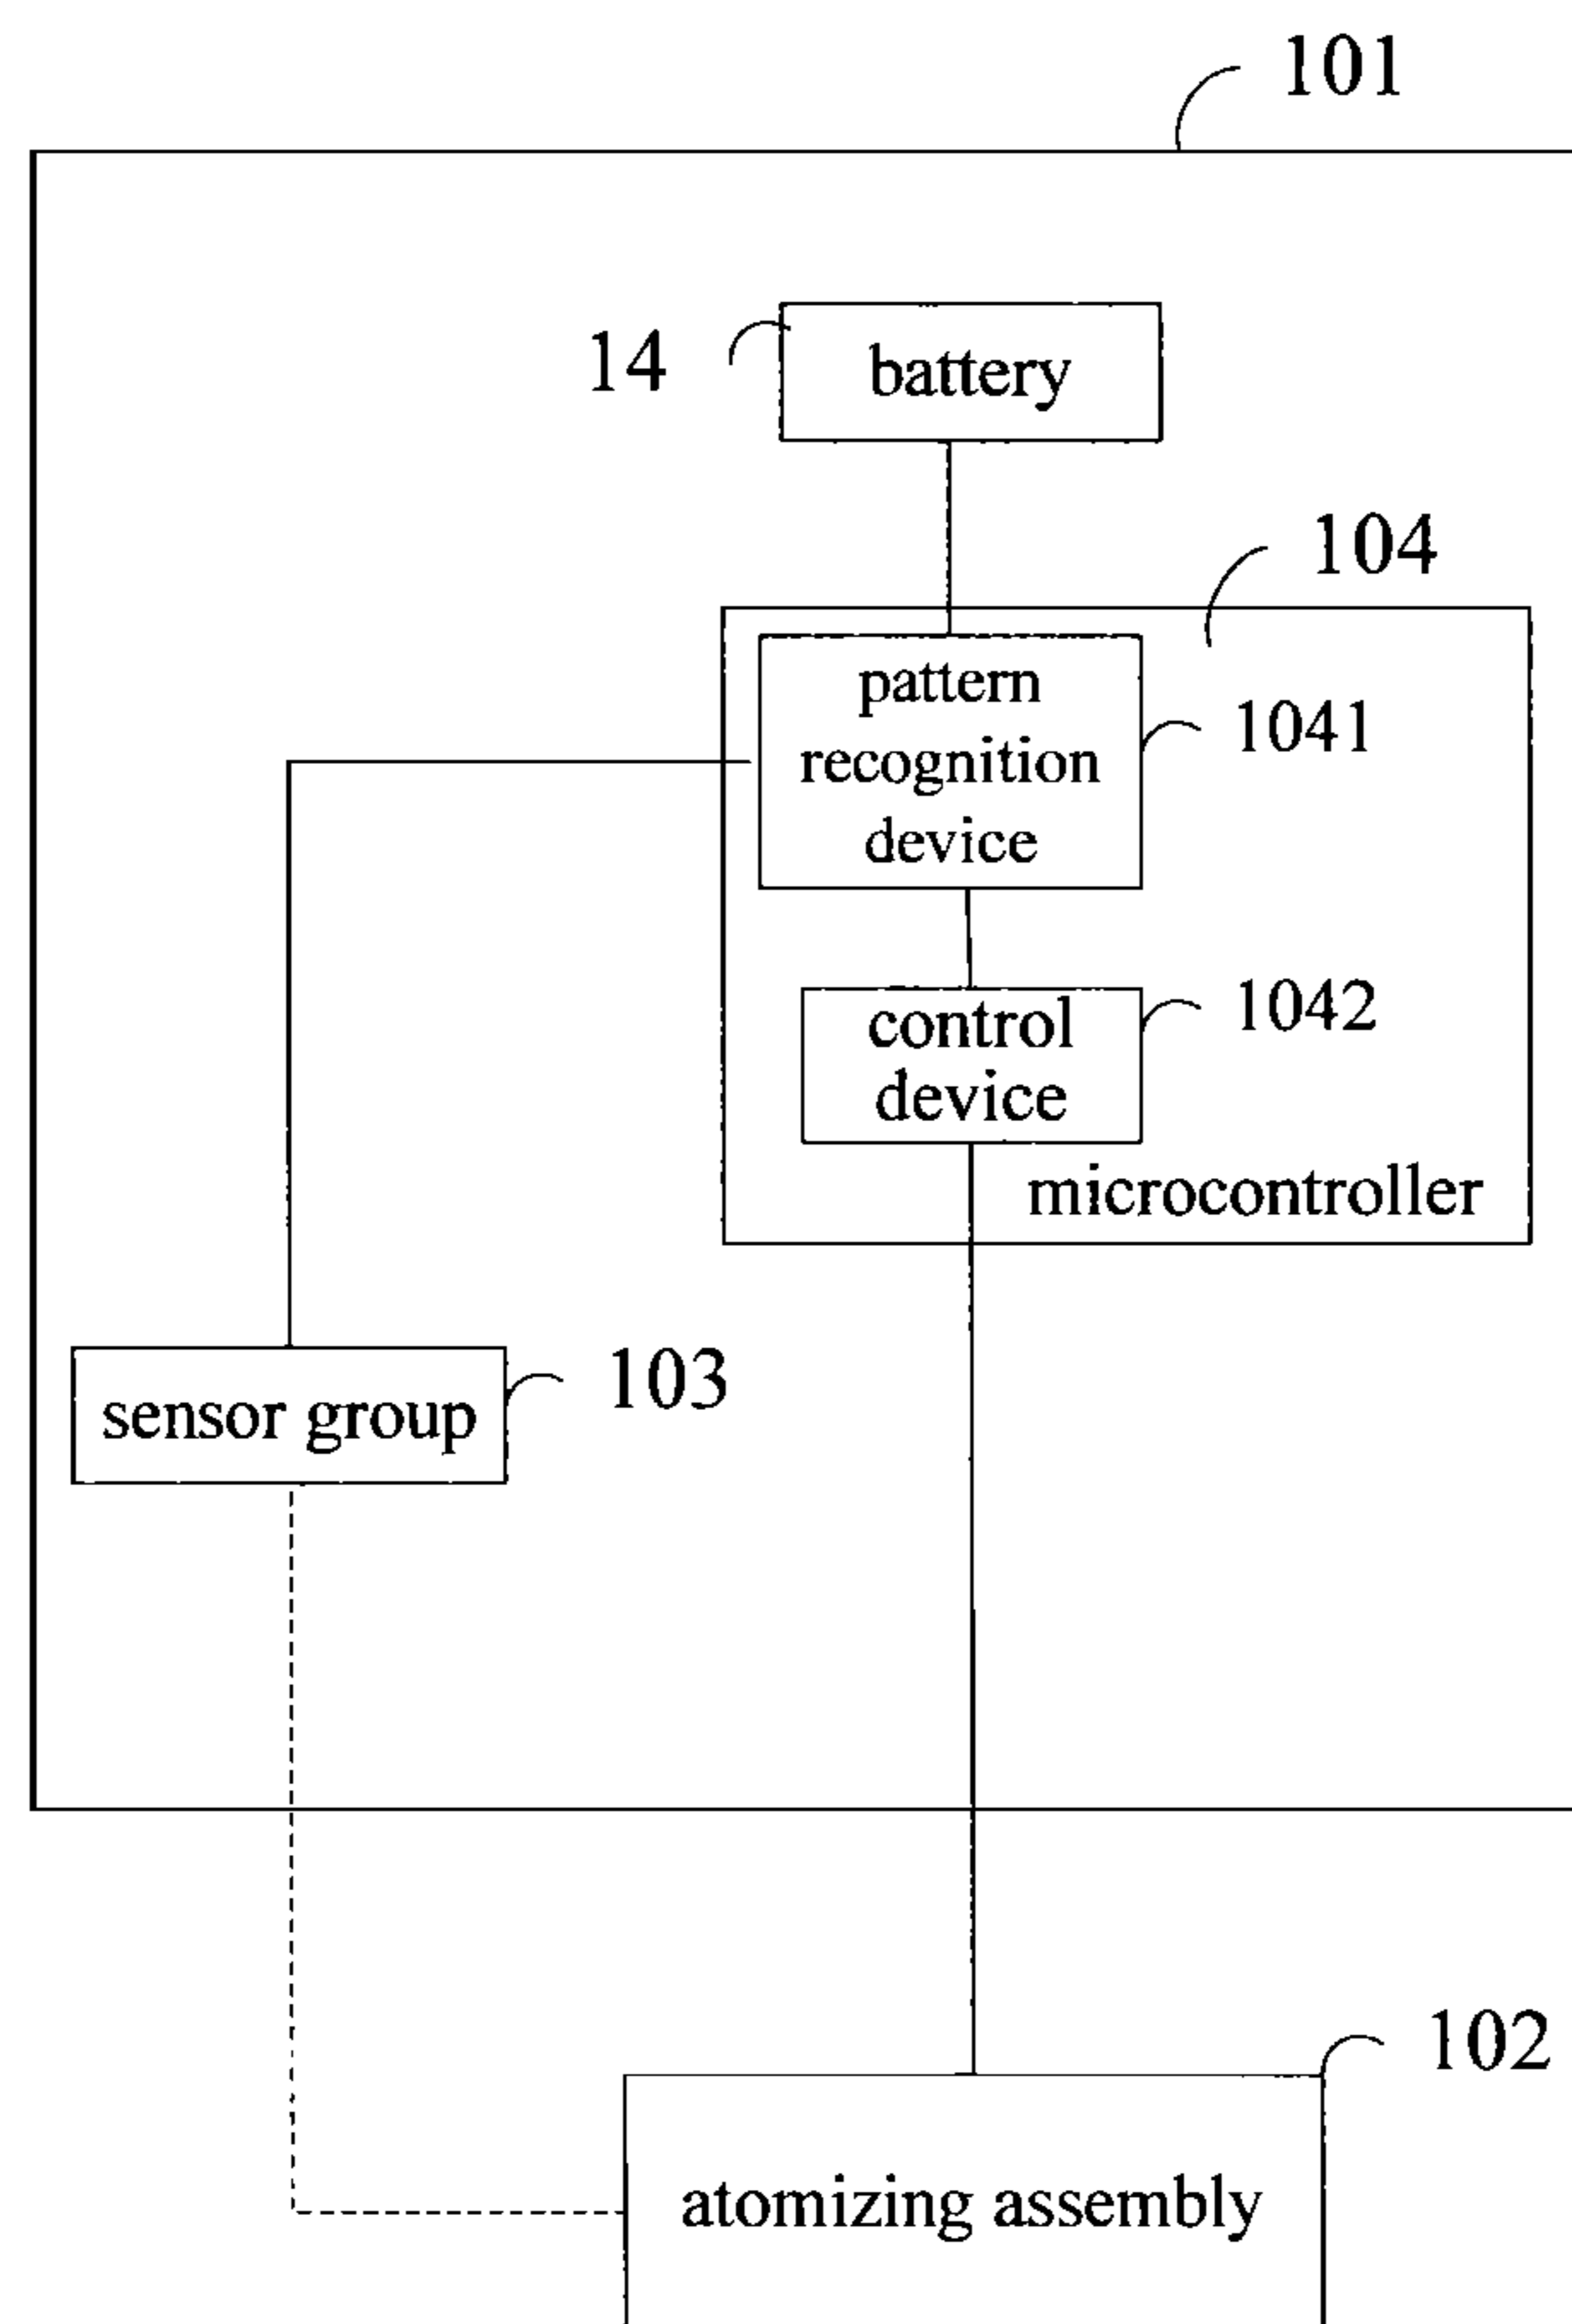 101
14
battery
104
pattern
recognition
device
1041
control
device
1042
microcontroller
sensor group
103
102
atomizing assembly